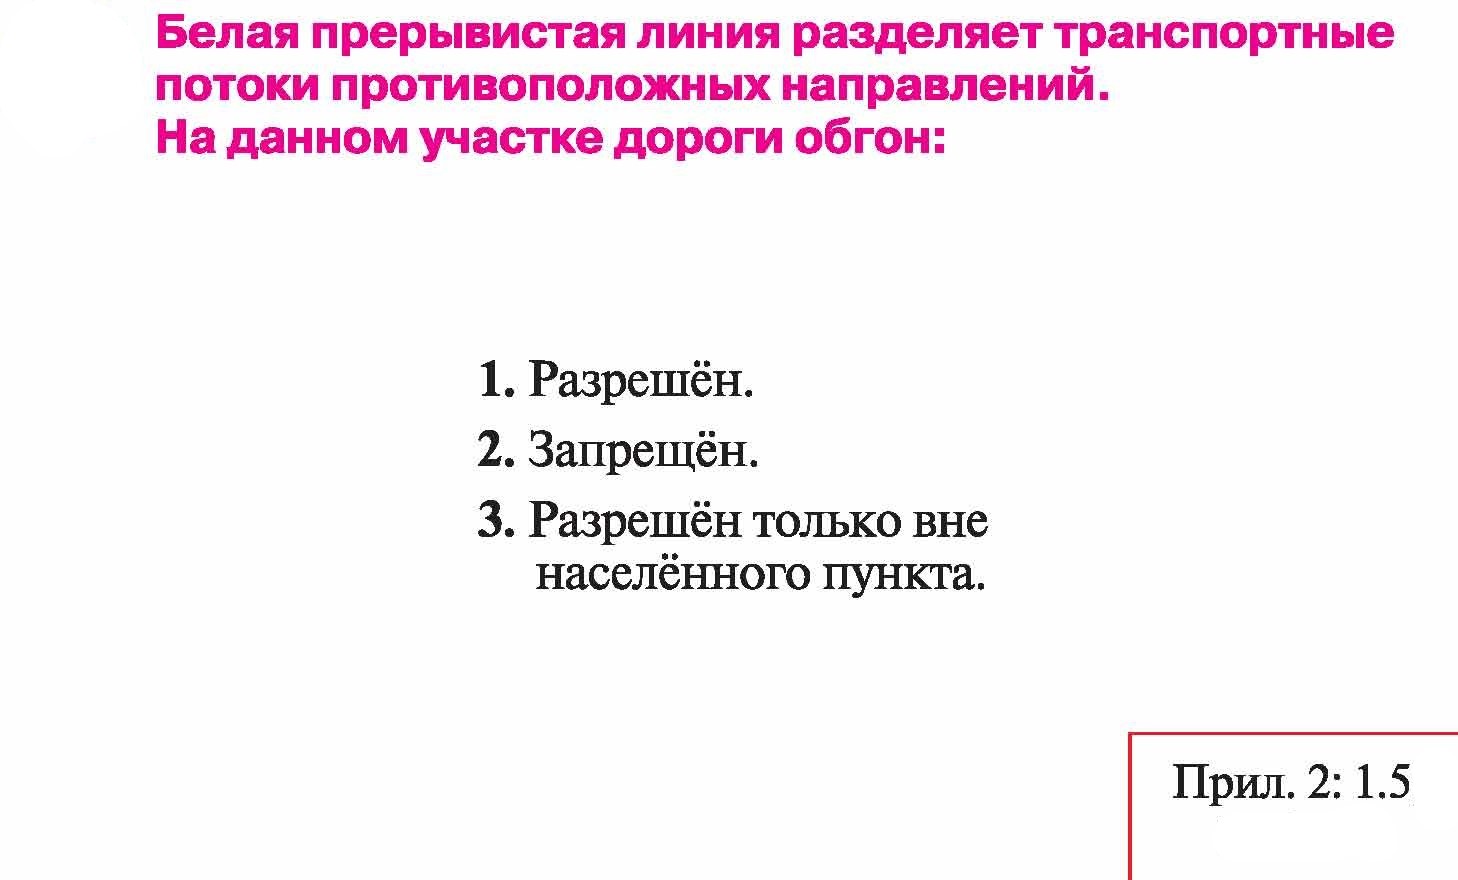 Белая прерывистая линия разделяет транспортные
потоки противоположных направлений.
На данном участке дороги обгон:
1. Разрешён.
2. Запрещён.
3. Разрешён только вне
населённого пункта.
Прил. 2: 1.5